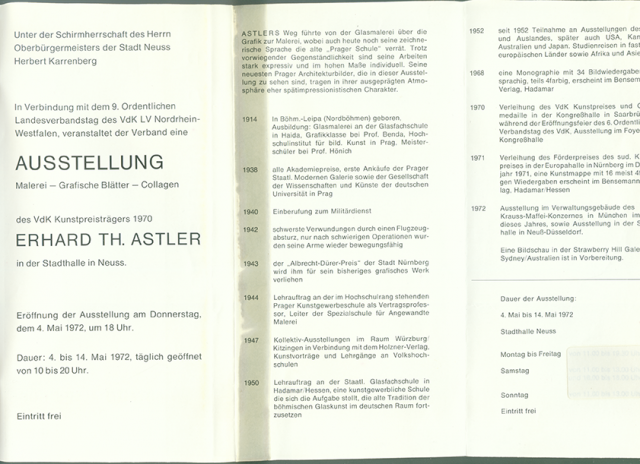 Unter der Schirmherrschaft des Herrn
Oberbürgermeisters der Stadt Neuss
Herbert Karrenberg
In Verbindung mit dem 9. Ordentlichen
Landesverbandstag des VdK LV Nordrhein-
Westfalen, veranstaltet der Verband eine
AUSSTELLUNG
Malerei – Grafische Blätter – Collagen
des VdK Kunstpreisträgers 1970
ERHARD TH. ASTLER
in der Stadthalle in Neuss.
Eröffnung der Ausstellung am Donnerstag,
dem 4. Mai 1972, um 18 Uhr.
Dauer: 4. bis 14. Mai 1972, täglich geöffnet
von 10 bis 20 Uhr.
Eintritt frei
ASTLERS Weg führte von der Glasmalerei über die
Grafik zur Malerei, wobei auch heute noch seine zeichne-
rische Sprache die alte „Prager Schule" verrät. Trotz
vorwiegender Gegenständlichkeit sind seine Arbeiten
stark expressiv und im hohen Maße individuell. Seine
neuesten Prager Architekturbilder, die in dieser Ausstel-
lung zu sehen sind, tragen in ihrer ausgeprägten Atmo-
sphäre eher spätimpressionistischen Charakter.
1914 In Böhm.-Leipa (Nordböhmen) geboren,
Ausbildung: Glasmalerei an der Glasfachschule
in Haida, Grafikklasse bei Prof. Benda, Hoch-
schulinstitut für bild. Kunst in Prag, Meister-
schüler bei Prof. Hönich
1938 alle Akademiepreise, erste Ankäufe der Prager
Staatl. Modernen Galerie sowie der Gesellschaft
der Wissenschaften und Künste der deutschen
Universität in Prag
1940 Einberufung zum Militärdienst
1942 schwerste Verwundungen durch einen Flugzeug-
absturz, nur nach schwierigen Operationen wur-
den seine Arme wieder bewegungsfähig
1943 der „Albrecht-Dürer-Preis" der Stadt Nürnberg
wird ihm für sein bisheriges grafisches Werk
verliehen
1944 Lehrauftrag an der im Hochschulrang stehenden
Prager Kunstgewerbeschule als Vertragsprofes-
sor, Leiter der Spezialschule für Angewandte
Malerei
1947 Kollektiv-Ausstellungen im Raum Würzburg/
Kitzingen in Verbindung mit dem Holzner-Verlag,
Kunstvorträge und Lehrgänge an Volkshoch-
schulen
1950 Lehrauftrag an der Staatl. Glasfachschule in
Hadamar/Hessen, eine kunstgewerbliche Schule
die sich die Aufgabe stellt, die alte Tradition der
böhmischen Glaskunst im deutschen Raum fort-
zusetzen
1952 seit 1952 Teilnahme an Ausstellungen des
und Auslandes, später auch USA, Kan
Australien und Japan. Studienreisen in fast
europäischen Länder sowie Afrika und Asie
1968 eine Monographie mit 34 Bildwiedergaben
sprachig, teils 4farbig, erscheint im Bensem
Verlag, Hadamar
1970 Verleihung des VdK Kunstpreises und G
medaille in der Kongreßhalle in Saarbrü
während der Eröffnungsfeier des 6. Ordentl
Verbandstag des VdK. Ausstellung im Foye
Kongreßhalle
1971 Verleihung des Förderpreises des sud. K
preises in der Europahalle in Nürnberg im D
jahr 1971, eine Kunstmappe mit 16 meist 4f
gen Wiedergaben erscheint im Bensemann
lag, Hadamar/Hessen
1972 Ausstellung im Verwaltungsgebäude des
Krauss-Maffei-Konzernes in München im
dieses Jahres, sowie Ausstellung in der S
halle in Neuß-Düsseldorf.
Eine Bildschau in der Strawberry Hill Gale
Sydney/Australien ist in Vorbereitung.
Dauer der Ausstellung:
4. Mai bis 14. Mai 1972
Stadthalle Neuss
Montag bis Freitag
Samstag
Sonntag
Eintritt frei